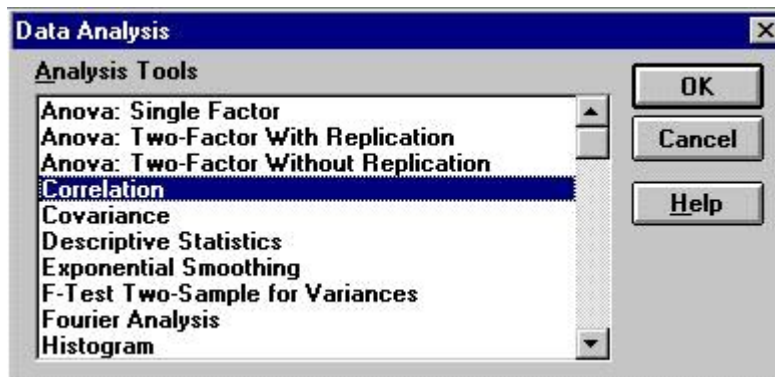 Data Analysis
Analysis Tools
Anova: Single Factor
Anova: Two-Factor With Replication
Anova: Two-Factor Without Replication
Correlation
Covariance
Descriptive Statistics
Exponential Smoothing
F-Test Two-Sample for Variances
Fourier Analysis
Histogram
OK
Cancel
Help